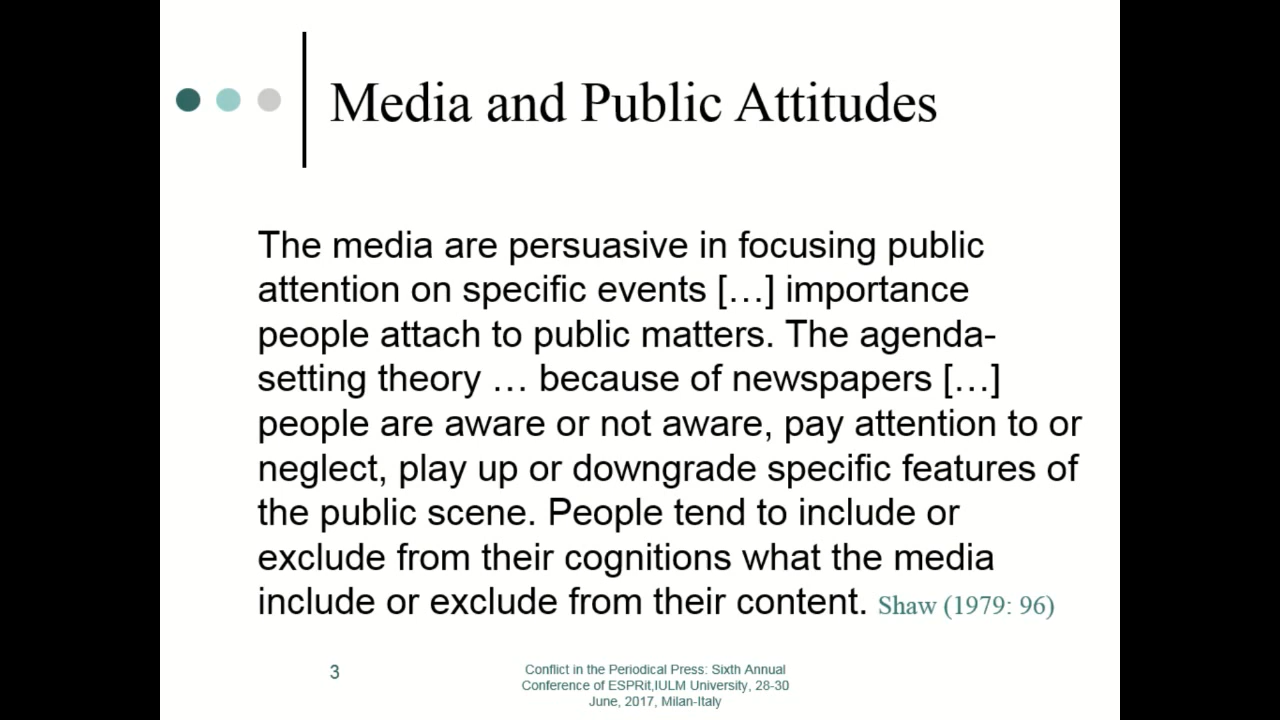 Media and Public Attitudes
The media are persuasive in focusing public
attention on specific events […] importance
people attach to public matters. The agenda-
setting theory … because of newspapers […]
people are aware or not aware, pay attention to or
neglect, play up or downgrade specific features of
the public scene. People tend to include or
exclude from their cognitions what the media
include or exclude from their content. Shaw (1979: 96)
3
Conflict in the Periodical Press: Sixth Annual
Conference of ESPRit,IULM University, 28-30
June, 2017, Milan-Italy